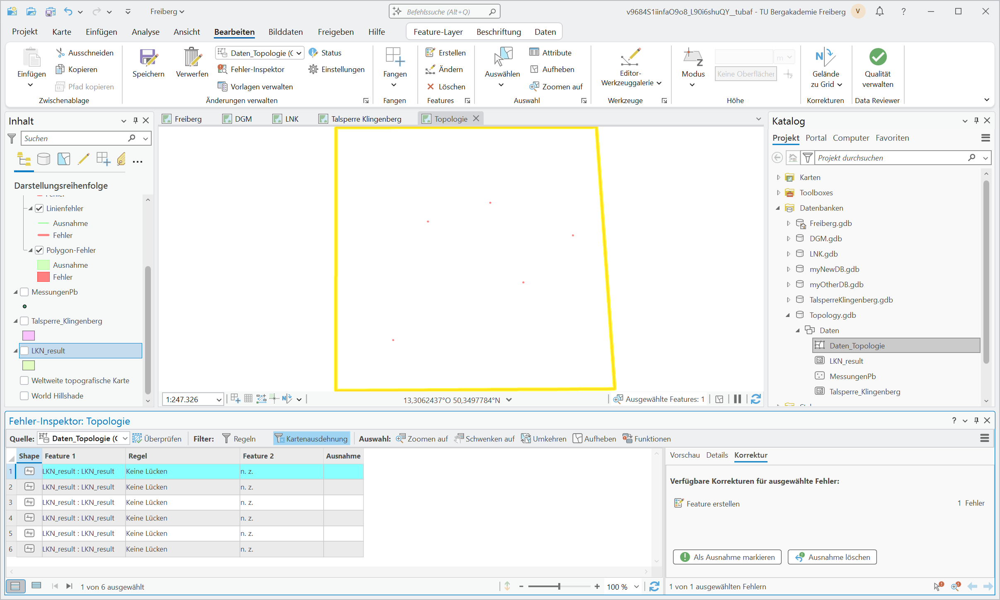 Freiberg
Befehlssuche (Alt+Q)
v9684S1iinfaO9o8_L90i6shuQY__tubaf - TU Bergakademie Freiberg
V
?
Projekt Karte Einfügen Analyse Ansicht Bearbeiten Bilddaten Freigeben Hilfe Feature-Layer Beschriftung Daten
Einfügen
Ausschneiden
Kopieren
Pfad kopieren
Zwischenablage
Speichern
Verwerfen
Daten_Topologie (G
Fehler-Inspektor
Vorlagen verwalten
Status
Einstellungen
Änderungen verwalten
Fangen
Fangen
Erstellen
Ändern
Löschen
Features
Auswählen
Attribute
Aufheben
Zoomen auf
Auswahl
Editor-
Werkzeuggalerie
Werkzeuge
Modus
m
Keine Oberflächen
Höhe
Gelände
zu Grid
Korrekturen
Qualität
verwalten
Data Reviewer
Inhalt
Suchen
Darstellungsreihenfolge
Linienfehler
Ausnahme
Fehler
Polygon-Fehler
Ausnahme
Fehler
MessungenPb
Talsperre_Klingenberg
LKN_result
Weltweite topografische Karte
World Hillshade
Freiberg DGM LNK Talsperre Klingenberg Topologie
1:247.326
13,3062437°O 50,3497784°N
Ausgewählte Features: 1
Katalog
Projekt Portal Computer Favoriten
Projekt durchsuchen
Karten
Toolboxes
Datenbanken
Freiberg.gdb
DGM.gdb
LNK.gdb
myNewDB.gdb
myOtherDB.gdb
TalsperreKlingenberg.gdb
Topology.gdb
Daten
Daten_Topologie
LKN_result
MessungenPb
Talsperre_Klingenberg
Fehler-Inspektor: Topologie
?
Quelle: Daten_Topologie (G Überprüfen Filter: Regeln Kartenausdehnung Auswahl: Zoomen auf Schwenken auf Umkehren Aufheben Funktionen
Shape Feature 1 Regel Feature 2 Ausnahme
1 LKN_result : LKN_result Keine Lücken n. z.
2 LKN_result : LKN_result Keine Lücken n. z.
3 LKN_result : LKN_result Keine Lücken n. z.
4 LKN_result : LKN_result Keine Lücken n. z.
5 LKN_result : LKN_result Keine Lücken n. z.
6 LKN_result : LKN_result Keine Lücken n. z.
1 von 6 ausgewählt
100 %
Vorschau Details Korrektur
Verfügbare Korrekturen für ausgewählte Fehler:
Feature erstellen 1 Fehler
Als Ausnahme markieren Ausnahme löschen
1 von 1 ausgewählten Fehlern